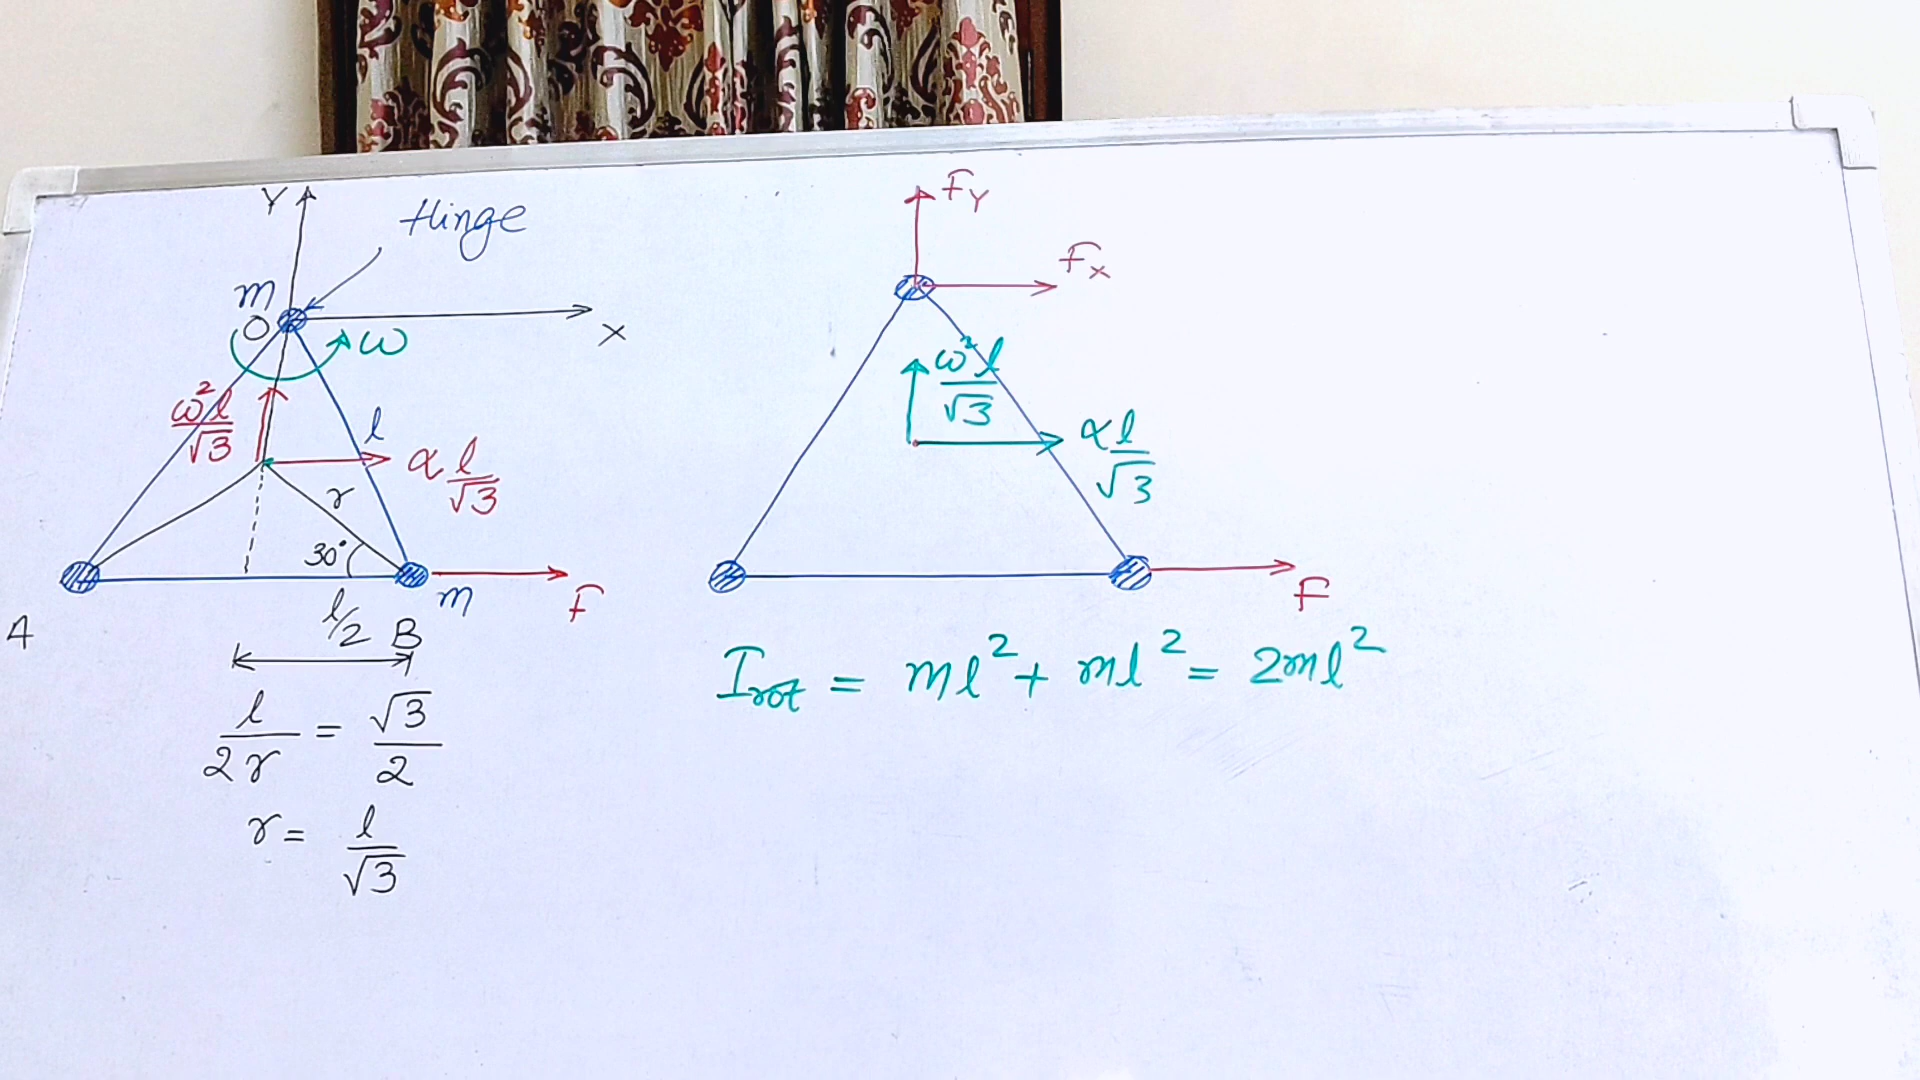 Y
Hinge
m
O
ω
x
ω²l/√3
l
α l/√3
r
30°
m
F
A
l/2
B
l/2r = √3/2
r = l/√3
Fy
Fx
ω²l/√3
αl/√3
F
Irot = ml² + ml² = 2ml²